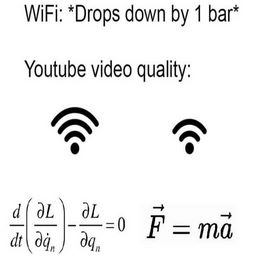 WiFi: *Drops down by 1 bar*
Youtube video quality:
d/dt(∂L/∂q̇ₙ) − ∂L/∂qₙ = 0    F⃗ = ma⃗